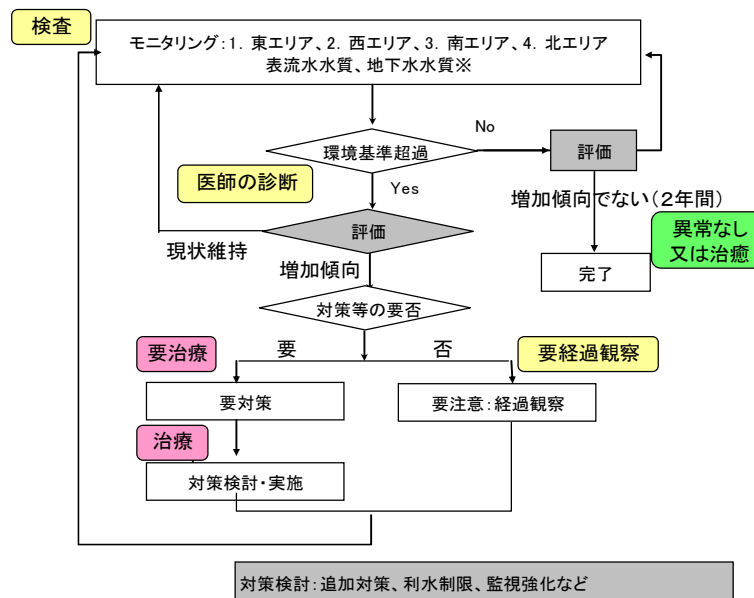 検査
モニタリング：1．東エリア、2．西エリア、3．南エリア、4．北エリア
表流水水質、地下水水質※
No
環境基準超過
評価
医師の診断
Yes
増加傾向でない（２年間）
評価
異常なし
又は治癒
現状維持
増加傾向
完了
対策等の要否
要治療
要
否
要経過観察
要対策
要注意：経過観察
治療
対策検討・実施
対策検討：追加対策、利水制限、監視強化など